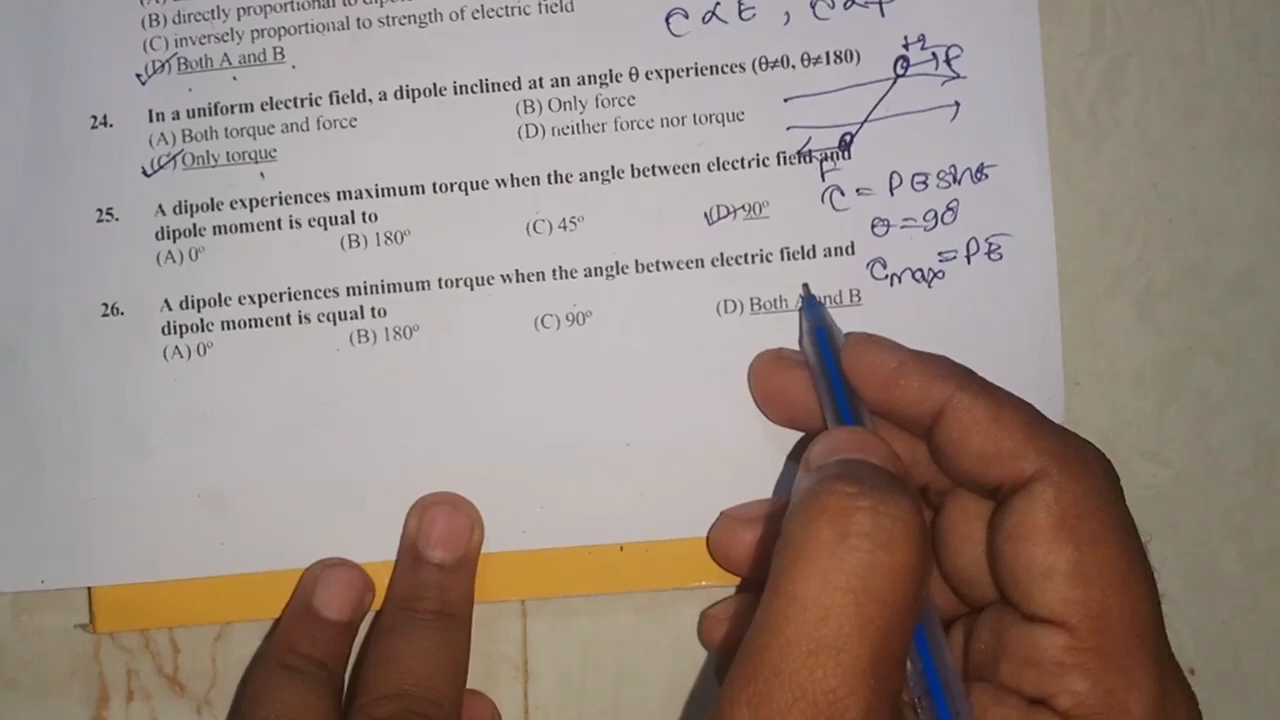 (B) directly proportional to
(C) inversely proportional to strength of electric field
(D) Both A and B
τ ∝ E , τ ∝ P
24. In a uniform electric field, a dipole inclined at an angle θ experiences (θ≠0, θ≠180)
(A) Both torque and force (B) Only force
(C) Only torque (D) neither force nor torque
+q
F
F
25. A dipole experiences maximum torque when the angle between electric field and
dipole moment is equal to
(A) 0° (B) 180° (C) 45° (D) 90°
τ = PE sinθ
θ = 90
τmax = PE
26. A dipole experiences minimum torque when the angle between electric field and
dipole moment is equal to
(A) 0° (B) 180° (C) 90° (D) Both A and B